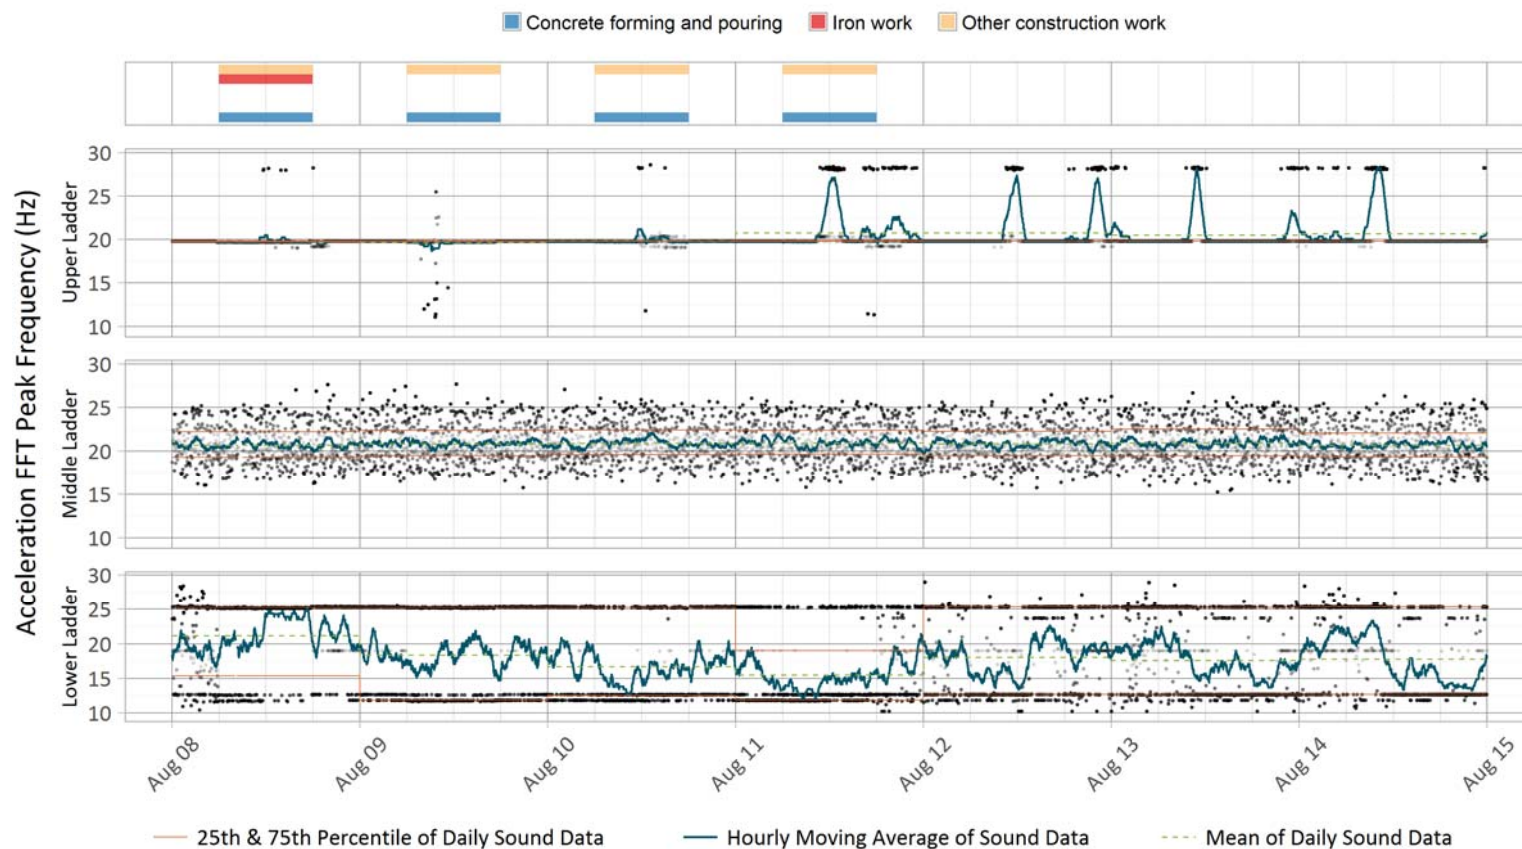 Concrete forming and pouring Iron work Other construction work
Acceleration FFT Peak Frequency (Hz)
Upper Ladder
30
25
20
15
10
Middle Ladder
30
25
20
15
10
Lower Ladder
30
25
20
15
10
Aug 08 Aug 09 Aug 10 Aug 11 Aug 12 Aug 13 Aug 14 Aug 15
25th & 75th Percentile of Daily Sound Data Hourly Moving Average of Sound Data Mean of Daily Sound Data